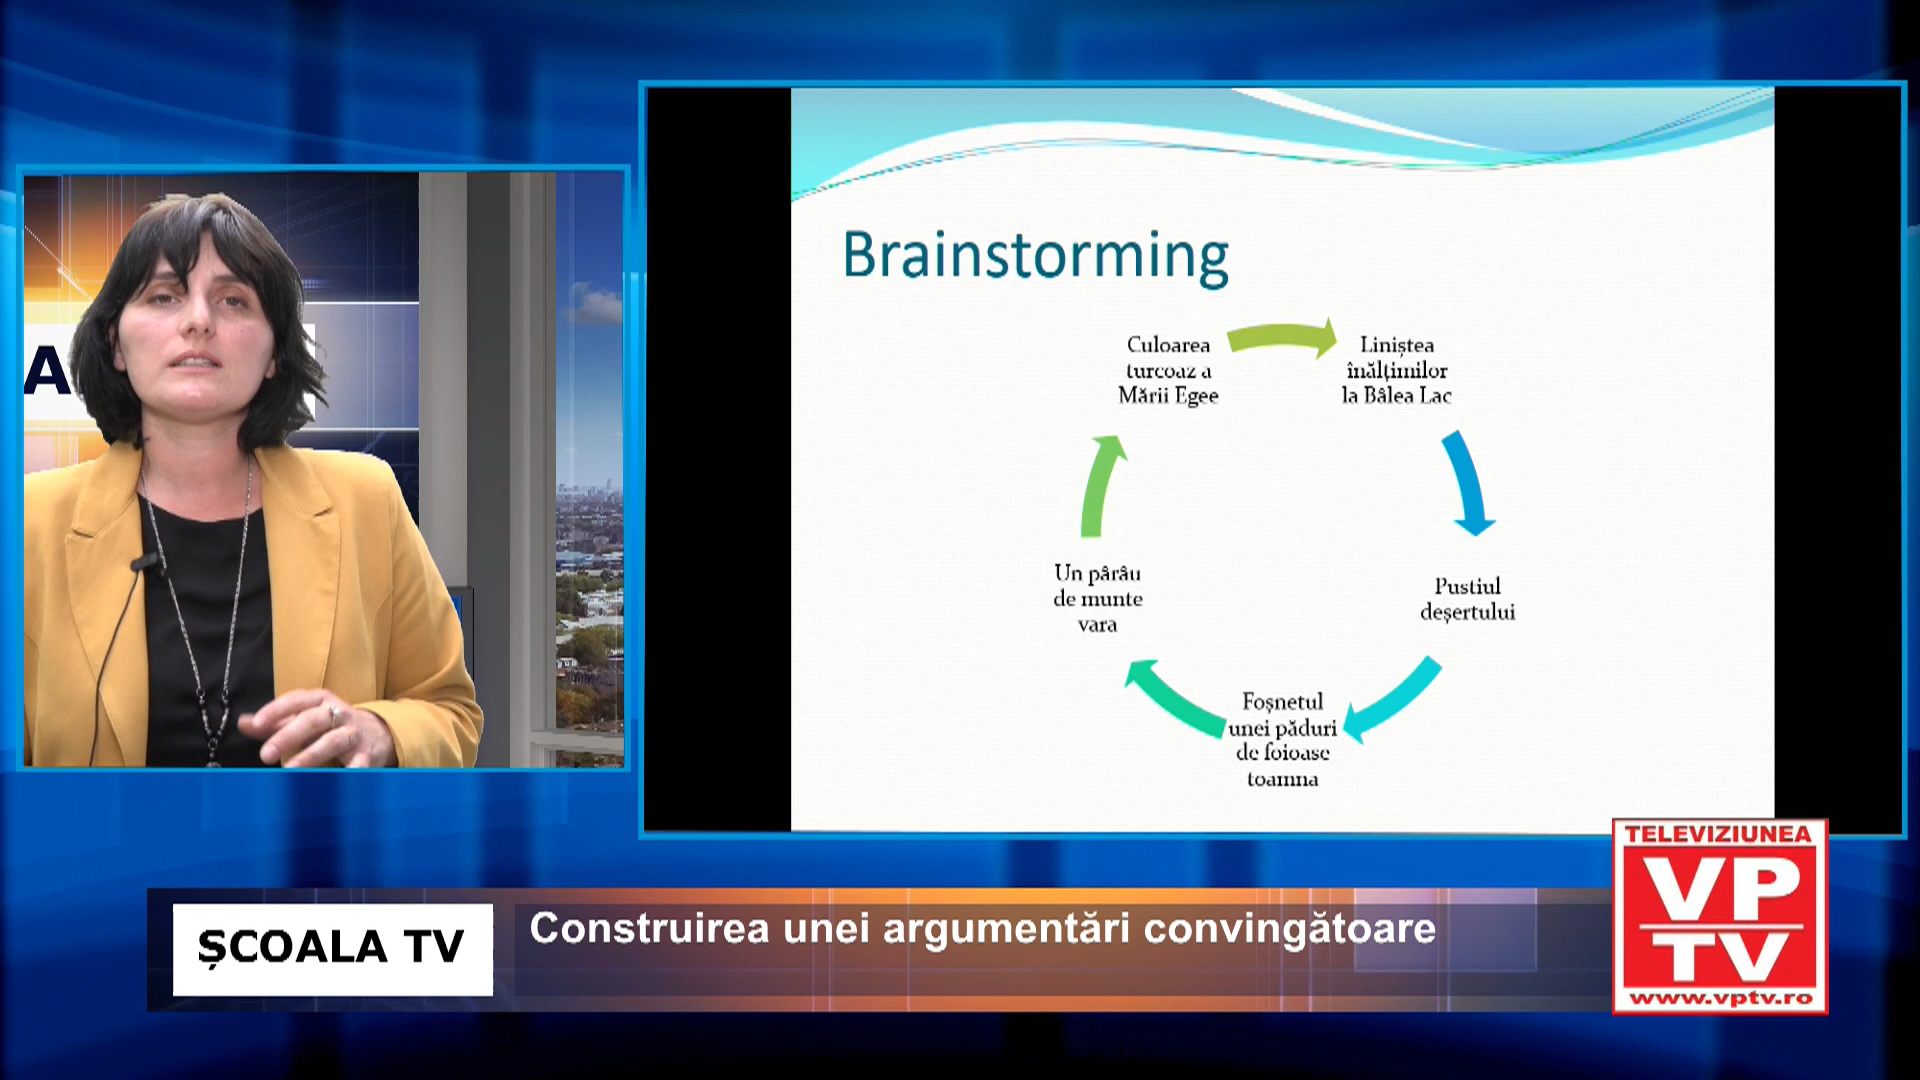 A
Brainstorming
Culoarea
turcoaz a
Mării Egee
Liniștea
înălțimilor
la Bâlea Lac
Pustiul
deșertului
Foșnetul
unei păduri
de foioase
toamna
Un pârâu
de munte
vara
ȘCOALA TV
Construirea unei argumentări convingătoare
TELEVIZIUNEA
VP
TV
www.vptv.ro